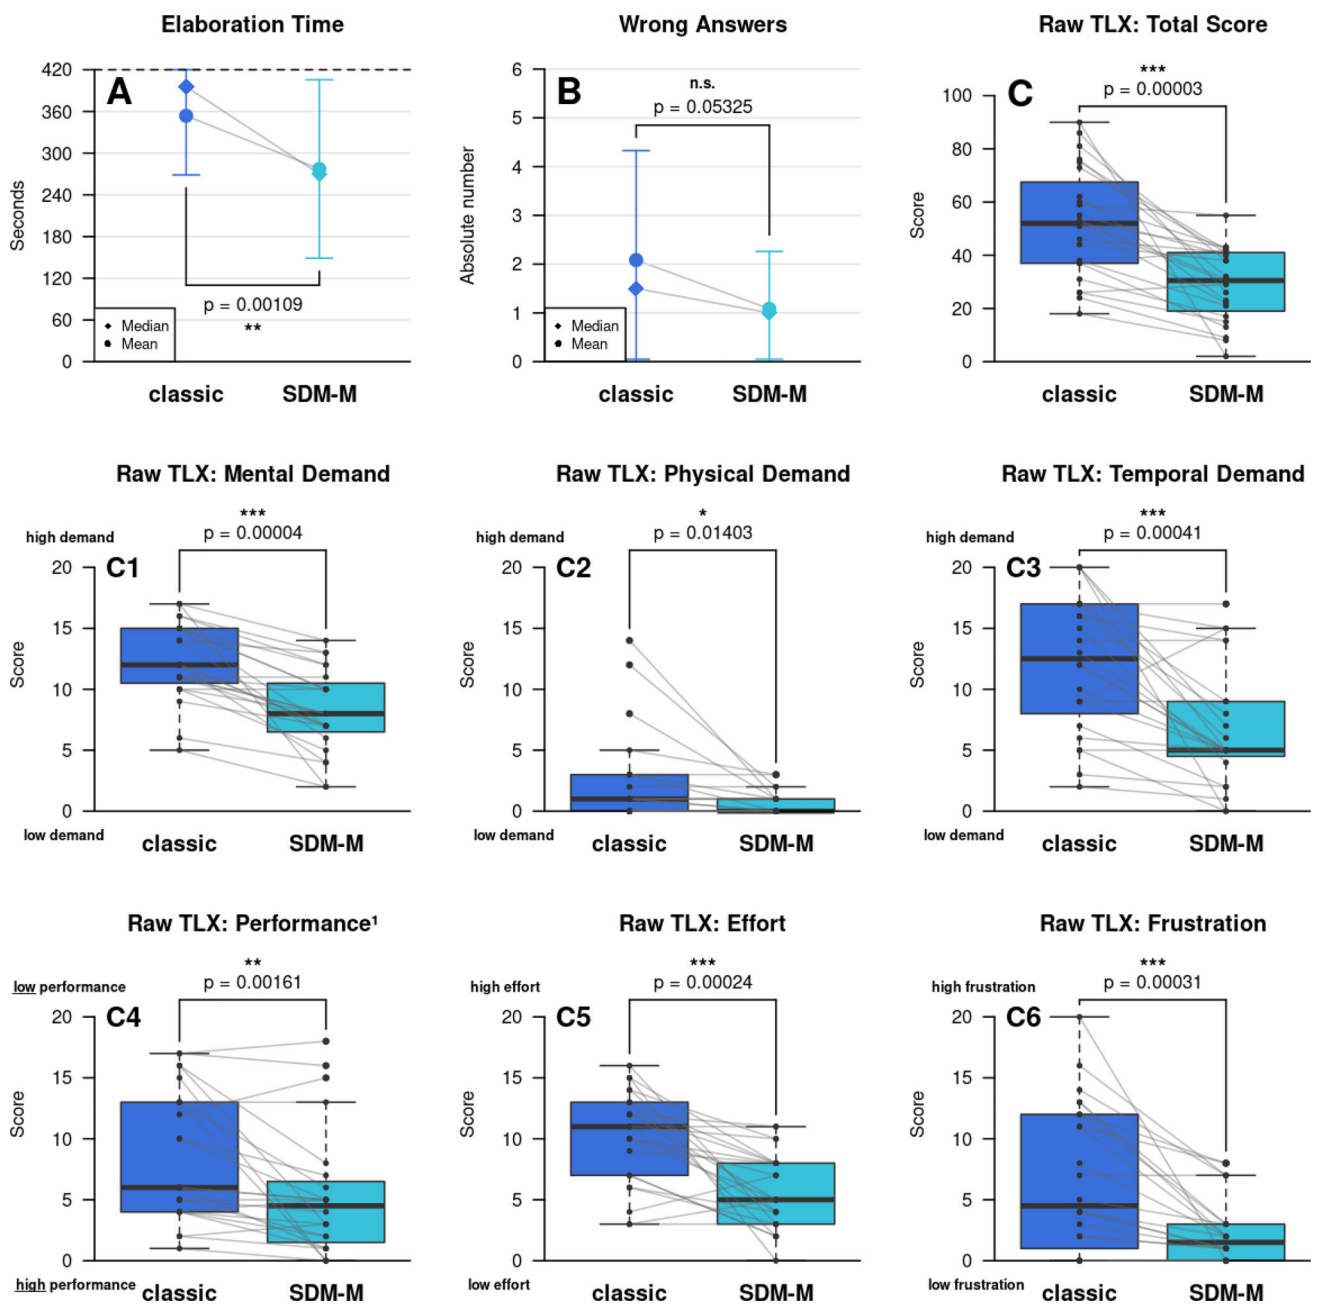 Elaboration Time
Wrong Answers
Raw TLX: Total Score
A
420
360
300
240
180
120
60
0
Seconds
p = 0.00109
**
Median
Mean
classic
SDM-M
B
n.s.
p = 0.05325
6
5
4
3
2
1
0
Absolute number
Median
Mean
classic
SDM-M
C
***
p = 0.00003
100
80
60
40
20
0
Score
classic
SDM-M
Raw TLX: Mental Demand
Raw TLX: Physical Demand
Raw TLX: Temporal Demand
***
p = 0.00004
high demand
C1
20
15
10
5
0
Score
low demand
classic
SDM-M
*
p = 0.01403
high demand
C2
20
15
10
5
0
Score
low demand
classic
SDM-M
***
p = 0.00041
high demand
C3
20
15
10
5
0
Score
low demand
classic
SDM-M
Raw TLX: Performance¹
Raw TLX: Effort
Raw TLX: Frustration
**
p = 0.00161
low performance
C4
20
15
10
5
0
Score
high performance
classic
SDM-M
***
p = 0.00024
high effort
C5
20
15
10
5
0
Score
low effort
classic
SDM-M
***
p = 0.00031
high frustration
C6
20
15
10
5
0
Score
low frustration
classic
SDM-M